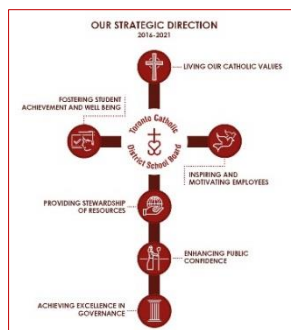 OUR STRATEGIC DIRECTION
2016-2021
LIVING OUR CATHOLIC VALUES
FOSTERING STUDENT
ACHIEVEMENT AND WELL BEING
Toronto Catholic
District School Board
INSPIRING AND
MOTIVATING EMPLOYEES
PROVIDING STEWARDSHIP
OF RESOURCES
ENHANCING PUBLIC
CONFIDENCE
ACHIEVING EXCELLENCE IN
GOVERNANCE